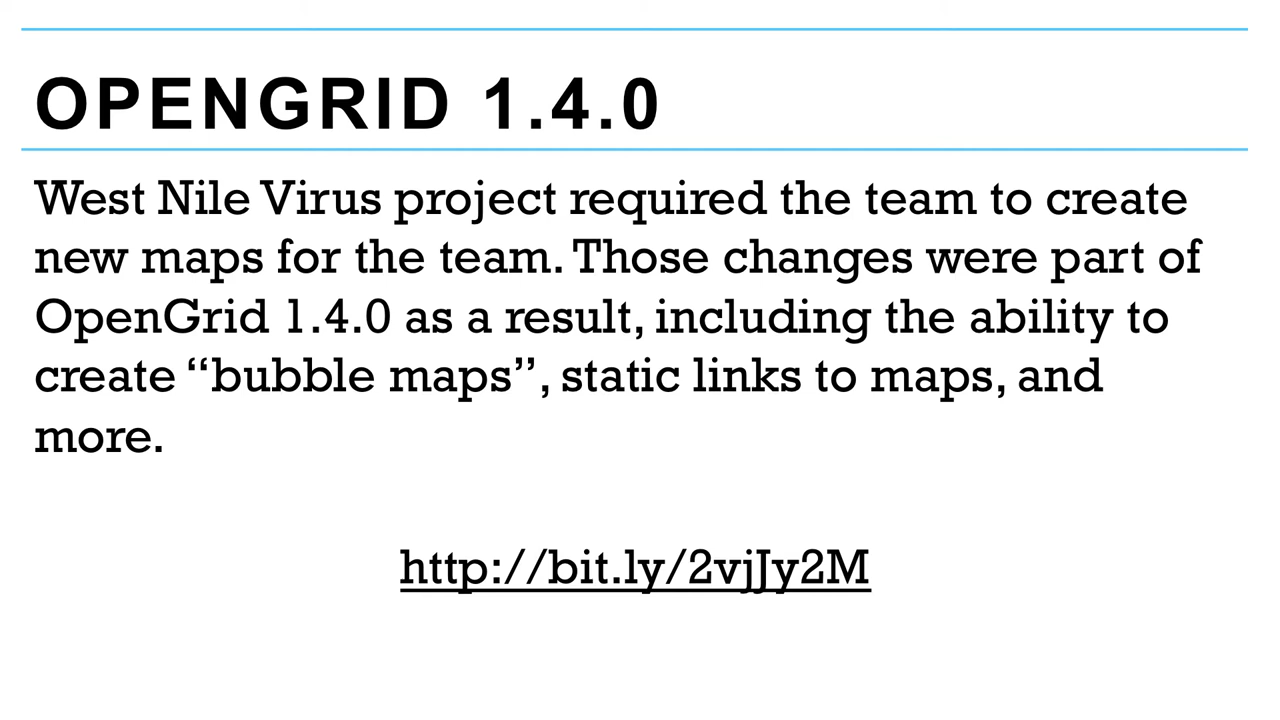 OPENGRID 1.4.0
West Nile Virus project required the team to create
new maps for the team. Those changes were part of
OpenGrid 1.4.0 as a result, including the ability to
create “bubble maps”, static links to maps, and
more.
http://bit.ly/2vjJy2M